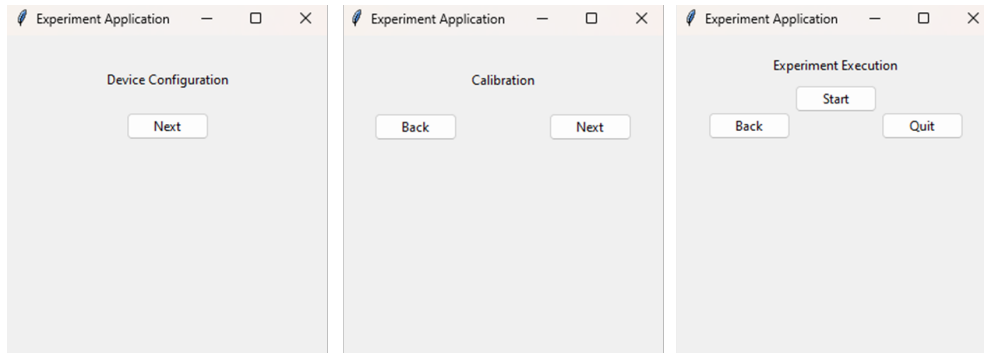 Experiment Application
Device Configuration
Next
Experiment Application
Calibration
Back Next
Experiment Application
Experiment Execution
Start
Back Quit